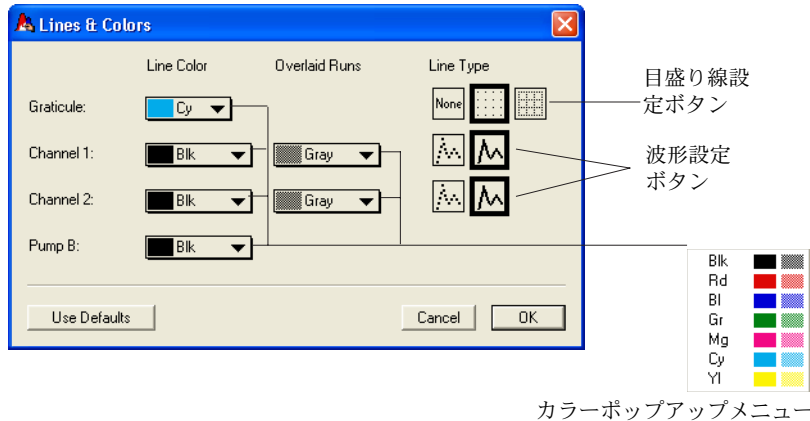 Lines & Colors
Line Color Overlaid Runs Line Type
Graticule: Cy None
目盛り線設
定ボタン
Channel 1: Blk Gray
波形設定
ボタン
Channel 2: Blk Gray
Pump B: Blk
Use Defaults Cancel OK
Blk
Rd
Bl
Gr
Mg
Cy
Yl
カラーポップアップメニュー